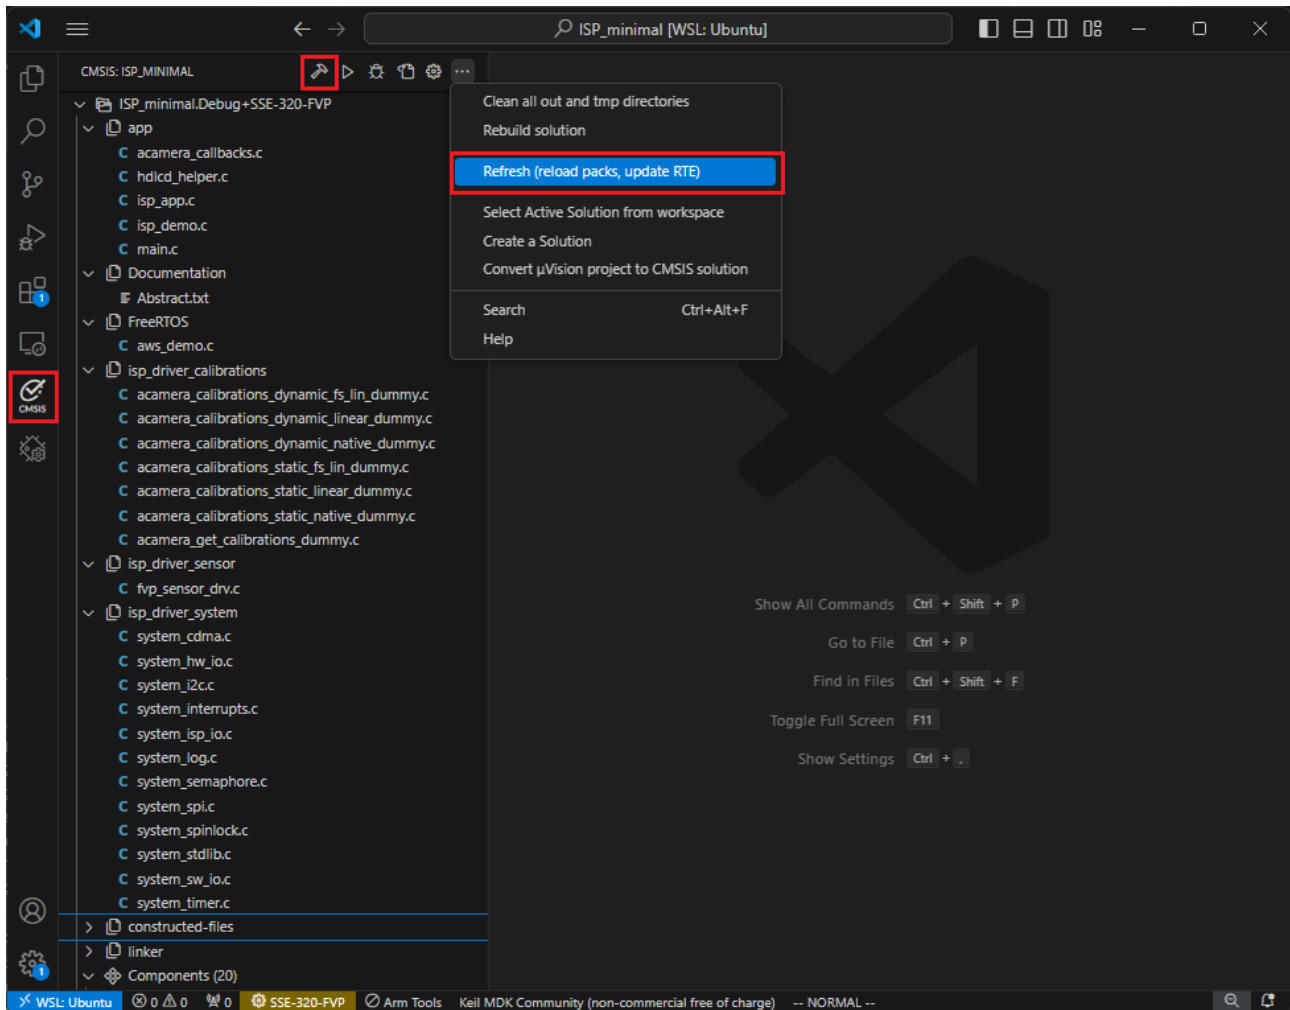 ISP_minimal [WSL: Ubuntu]
CMSIS: ISP_MINIMAL
ISP_minimal.Debug+SSE-320-FVP
app
C acamera_callbacks.c
C hdlcd_helper.c
C isp_app.c
C isp_demo.c
C main.c
Documentation
Abstract.txt
FreeRTOS
C aws_demo.c
isp_driver_calibrations
C acamera_calibrations_dynamic_fs_lin_dummy.c
C acamera_calibrations_dynamic_linear_dummy.c
C acamera_calibrations_dynamic_native_dummy.c
C acamera_calibrations_static_fs_lin_dummy.c
C acamera_calibrations_static_linear_dummy.c
C acamera_calibrations_static_native_dummy.c
C acamera_get_calibrations_dummy.c
isp_driver_sensor
C fvp_sensor_drv.c
isp_driver_system
C system_cdma.c
C system_hw_io.c
C system_i2c.c
C system_interrupts.c
C system_isp_io.c
C system_log.c
C system_semaphore.c
C system_spi.c
C system_spinlock.c
C system_stdlib.c
C system_sw_io.c
C system_timer.c
constructed-files
linker
Components (20)
Clean all out and tmp directories
Rebuild solution
Refresh (reload packs, update RTE)
Select Active Solution from workspace
Create a Solution
Convert µVision project to CMSIS solution
Search Ctrl+Alt+F
Help
Show All Commands Ctrl + Shift + P
Go to File Ctrl + P
Find in Files Ctrl + Shift + F
Toggle Full Screen F11
Show Settings Ctrl + ,
1
CMSIS
1
WSL: Ubuntu 0 0 0 SSE-320-FVP Arm Tools Keil MDK Community (non-commercial free of charge) -- NORMAL --